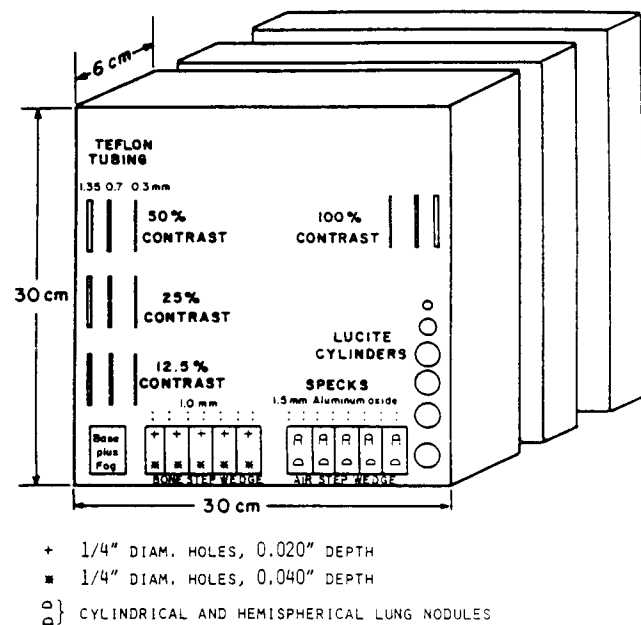 6 cm
TEFLON
TUBING
1.35 0.7 0.3 mm
50%
CONTRAST
100%
CONTRAST
30 cm
25%
CONTRAST
LUCITE
CYLINDERS
12.5%
CONTRAST
SPECKS
1.0 mm
1.5 mm Aluminum oxide
Base
plus
Fog
BONE STEP WEDGE
AIR STEP WEDGE
30 cm
+ 1/4" DIAM. HOLES, 0.020" DEPTH
* 1/4" DIAM. HOLES, 0.040" DEPTH
} CYLINDRICAL AND HEMISPHERICAL LUNG NODULES